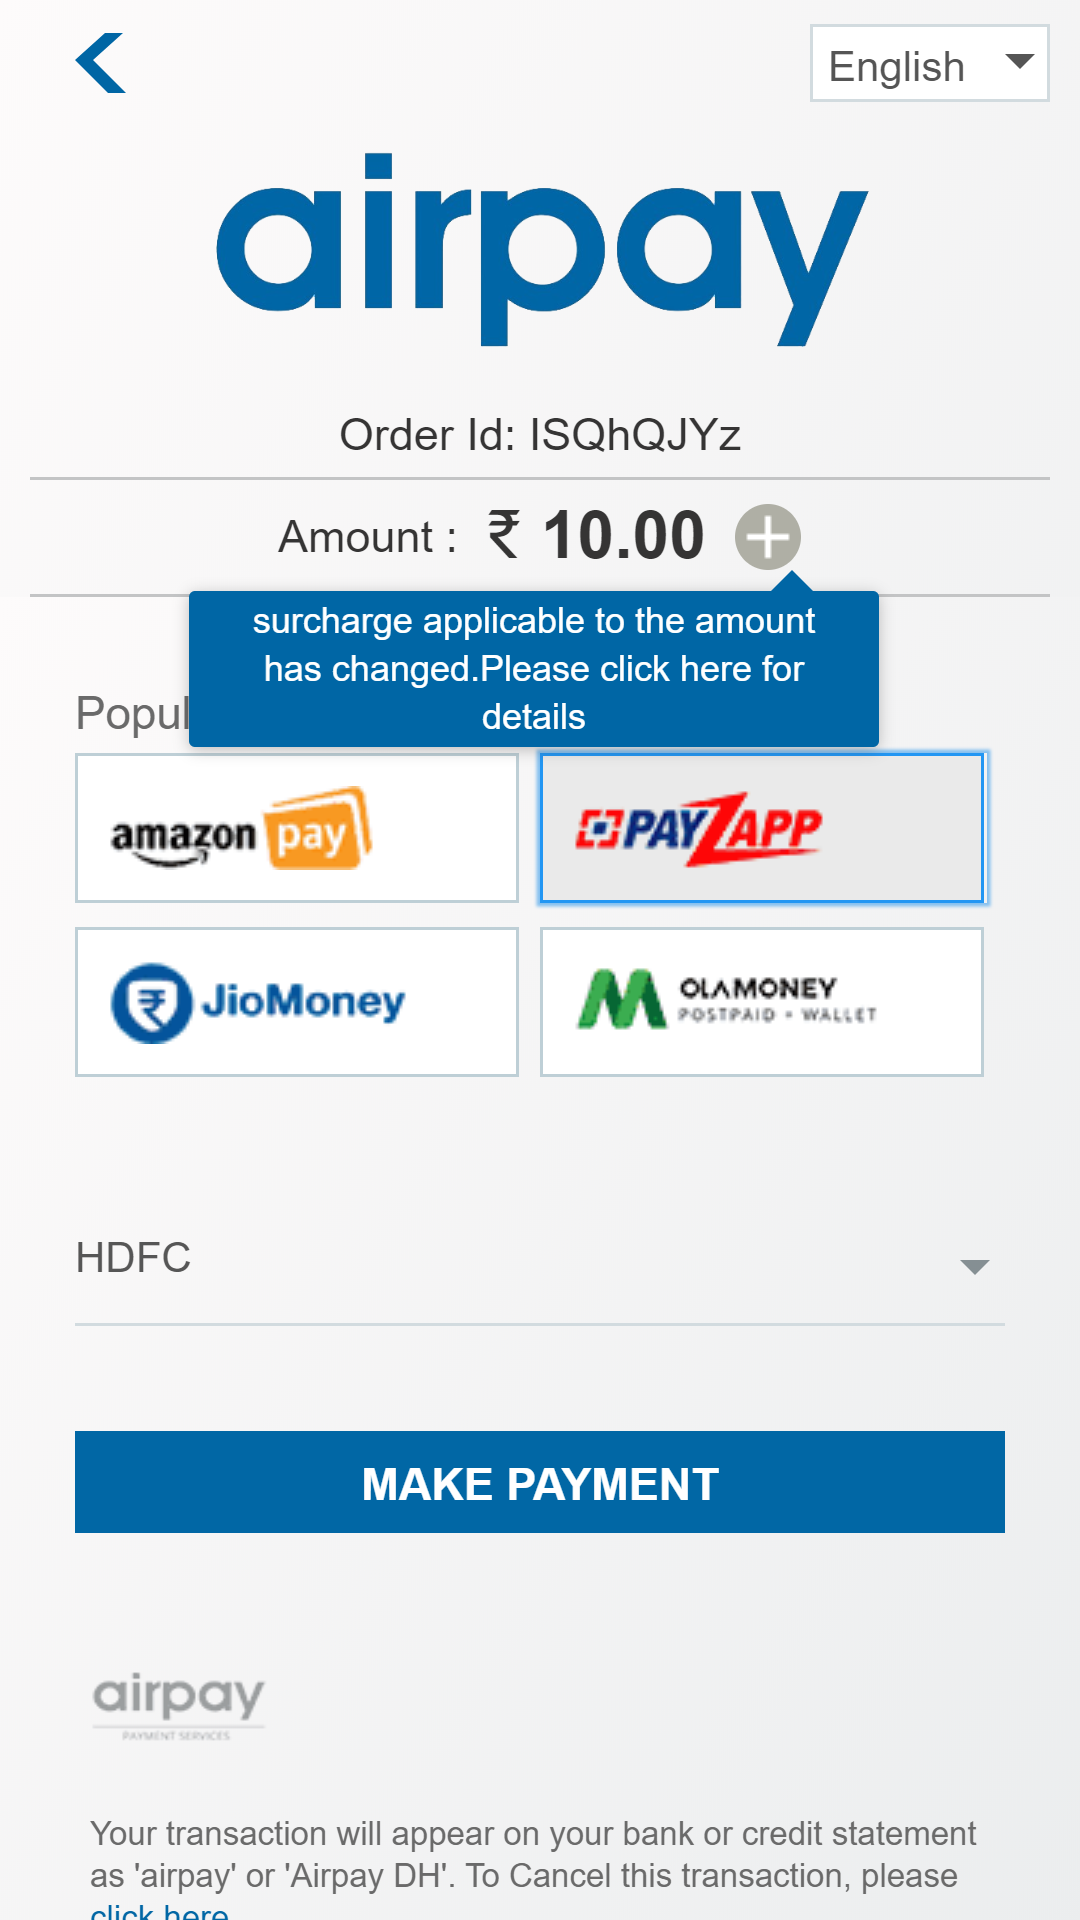 English
airpay
Order Id: ISQhQJYz
Amount : ₹ 10.00
surcharge applicable to the amount
has changed.Please click here for
details
Popul
amazon pay
PAYZAPP
JioMoney
OLAMONEY
POSTPAID + WALLET
HDFC
MAKE PAYMENT
airpay
PAYMENT SERVICES
Your transaction will appear on your bank or credit statement
as 'airpay' or 'Airpay DH'. To Cancel this transaction, please
click here